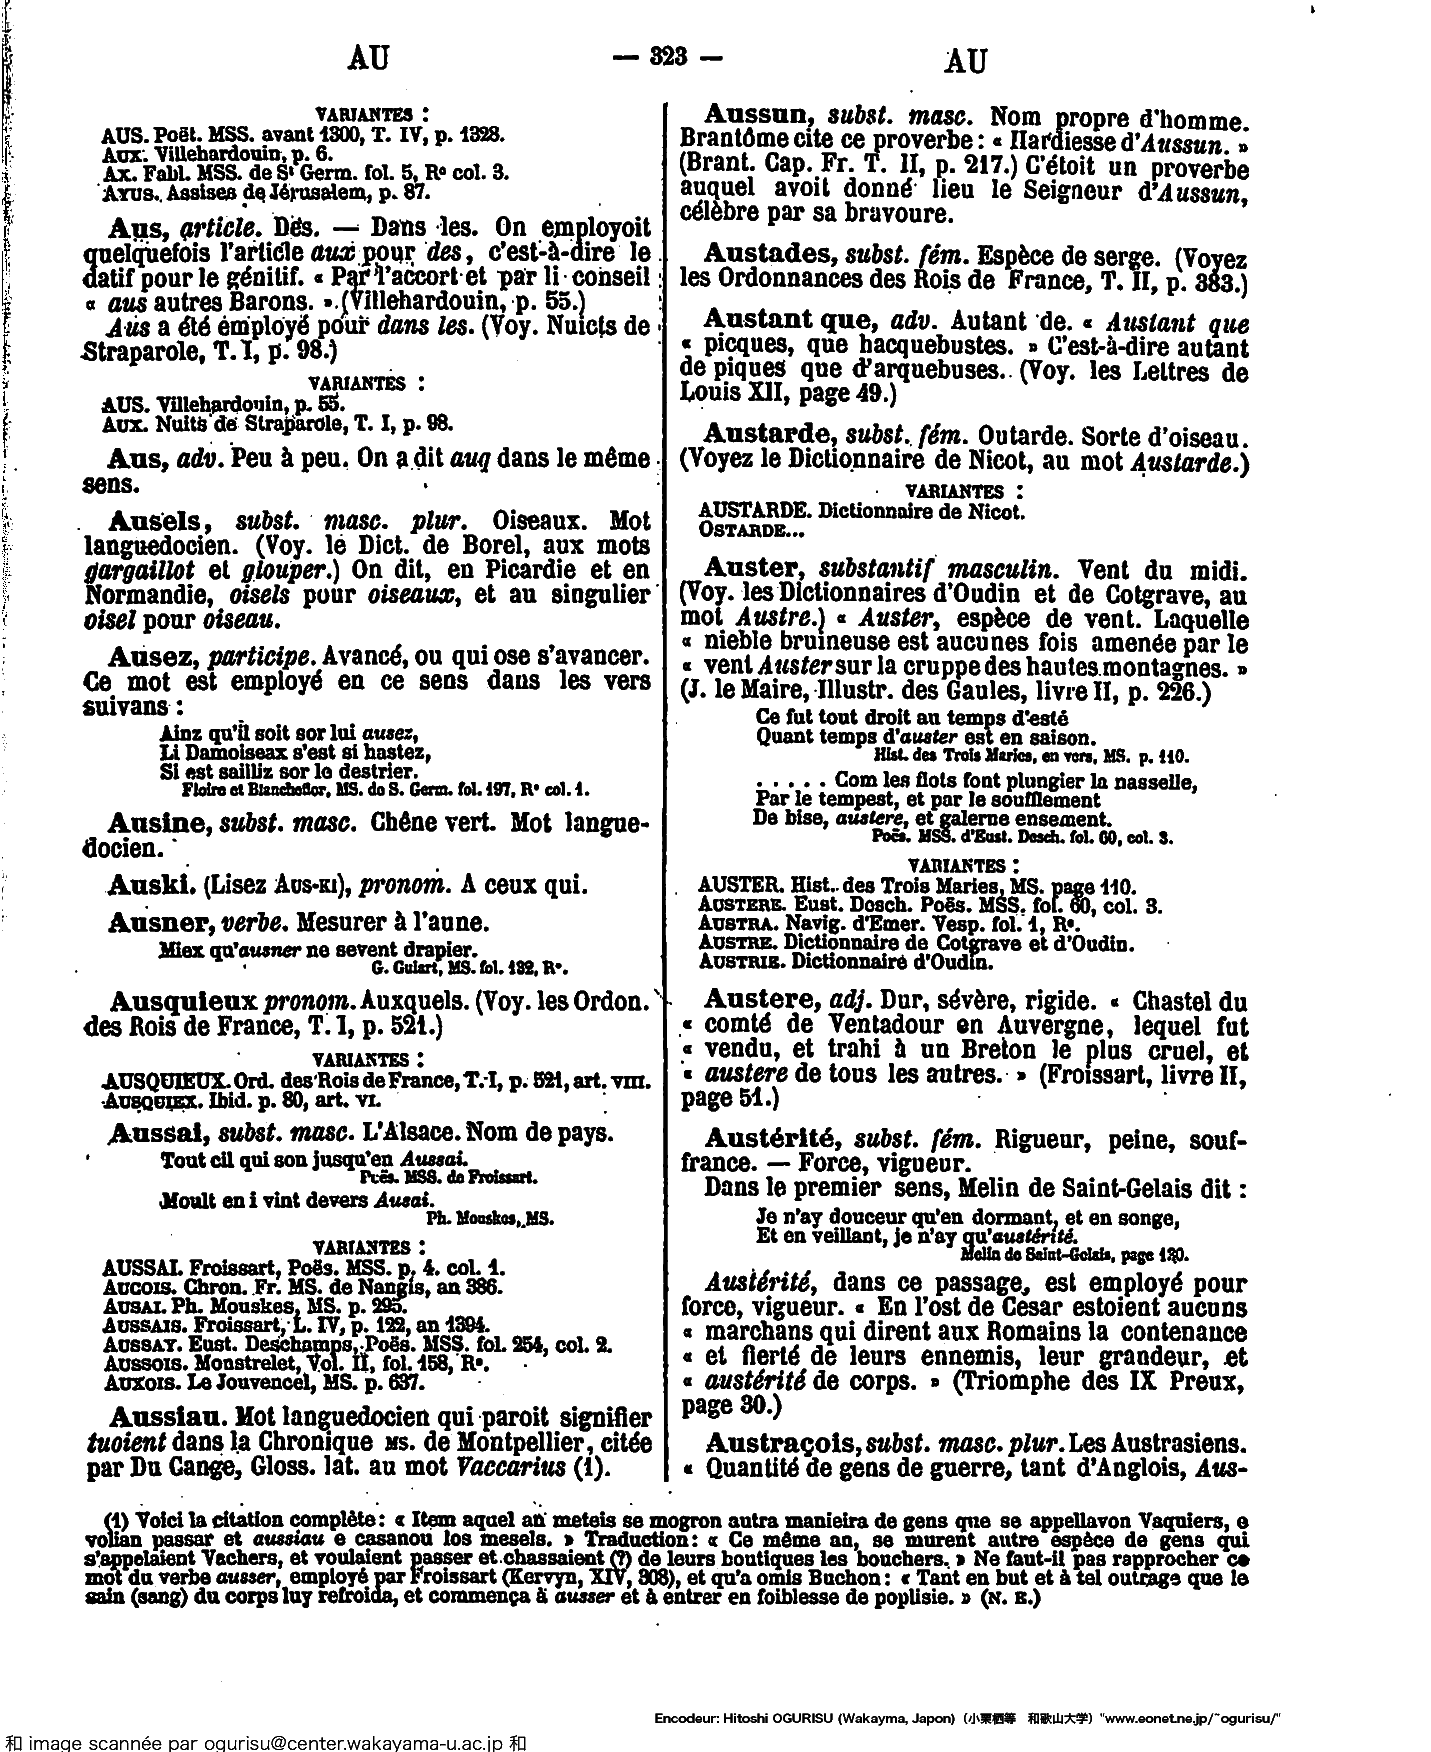 AU — 323 — AU
VARIANTES :
AUS. Poët. MSS. avant 1300, T. IV, p. 1328.
AUX. Villehardouin, p. 6.
AX. Fabl. MSS. de St Germ. fol. 5, Ro col. 3.
AYUS. Assises de Jérusalem, p. 87.
Aus, article. Des. — Dans les. On employoit
quelquefois l'article aux pour des, c'est-à-dire le
datif pour le génitif. « Par l'accort et par li conseil
« aus autres Barons. » (Villehardouin, p. 55.)
Aus a été employé pour dans les. (Voy. Nuicts de
Straparole, T. I, p. 98.)
VARIANTES :
AUS. Villehardouin, p. 55.
AUX. Nuits de Straparole, T. I, p. 98.
Aus, adv. Peu à peu. On a dit auq dans le même
sens.
Ausels, subst. masc. plur. Oiseaux. Mot
languedocien. (Voy. le Dict. de Borel, aux mots
gargaillot et glouper.) On dit, en Picardie et en
Normandie, oisels pour oiseaux, et au singulier
oisel pour oiseau.
Ausez, participe. Avancé, ou qui ose s'avancer.
Ce mot est employé en ce sens dans les vers
suivans :
Ainz qu'il soit sor lui ausez,
Li Damoiseax s'est si hastez,
Si est sailliz sor le destrier.
Floire et Blancheflor, MS. de S. Germ. fol. 197, Ro col. 1.
Ausine, subst. masc. Chêne vert. Mot langue-
docien.
Auski. (Lisez AUS-KI), pronom. A ceux qui.
Ausner, verbe. Mesurer à l'aune.
Miex qu'ausner ne sevent drapier.
G. Guiart, MS. fol. 132, Ro.
Ausquieux pronom. Auxquels. (Voy. les Ordon.
des Rois de France, T. I, p. 521.)
VARIANTES :
AUSQUIEUX. Ord. des Rois de France, T. I, p. 521, art. VIII.
AUSQUIEX. Ibid. p. 80, art. VI.
Aussai, subst. masc. L'Alsace. Nom de pays.
Tout cil qui son jusqu'en Aussai.
Poës. MSS. de Froissart.
Moult en i vint devers Ausai.
Ph. Mouskes, MS.
VARIANTES :
AUSSAI. Froissart, Poës. MSS. p. 4. col. 1.
AUCOIS. Chron. Fr. MS. de Nangis, an 386.
AUSAI. Ph. Mouskes, MS. p. 295.
AUSSAIS. Froissart, L. IV, p. 122, an 1394.
AUSSAY. Eust. Deschamps, Poës. MSS. fol. 254, col. 2.
AUSSOIS. Monstrelet, Vol. II, fol. 158, Ro.
AUXOIS. Le Jouvencel, MS. p. 637.
Aussiau. Mot languedocien qui paroit signifier
tuoient dans la Chronique MS. de Montpellier, citée
par Du Cange, Gloss. lat. au mot Vaccarius (1).
Aussun, subst. masc. Nom propre d'homme.
Brantôme cite ce proverbe : « Hardiesse d'Aussun. »
(Brant. Cap. Fr. T. II, p. 217.) C'étoit un proverbe
auquel avoit donné lieu le Seigneur d'Aussun,
célèbre par sa bravoure.
Austades, subst. fém. Espèce de serge. (Voyez
les Ordonnances des Rois de France, T. II, p. 383.)
Austant que, adv. Autant de. « Austant que
« picques, que hacquebustes. » C'est-à-dire autant
de piques que d'arquebuses. (Voy. les Lettres de
Louis XII, page 49.)
Austarde, subst. fém. Outarde. Sorte d'oiseau.
(Voyez le Dictionnaire de Nicot, au mot Austarde.)
VARIANTES :
AUSTARDE. Dictionnaire de Nicot.
OSTARDE...
Auster, substantif masculin. Vent du midi.
(Voy. les Dictionnaires d'Oudin et de Cotgrave, au
mot Austre.) « Auster, espèce de vent. Laquelle
« nieble bruineuse est aucunes fois amenée par le
« vent Auster sur la cruppe des hautes montagnes. »
(J. le Maire, Illustr. des Gaules, livre II, p. 226.)
Ce fut tout droit au temps d'esté
Quant temps d'auster est en saison.
Hist. des Trois Maries, en vers, MS. p. 110.
. . . . . Com les flots font plungier la nasselle,
Par le tempest, et par le soufflement
De bise, austere, et galerne ensement.
Poës. MSS. d'Eust. Desch. fol. 60, col. 3.
VARIANTES :
AUSTER. Hist. des Trois Maries, MS. page 110.
AUSTERE. Eust. Desch. Poës. MSS. fol. 60, col. 3.
AUSTRA. Navig. d'Emer. Vesp. fol. 1, Ro.
AUSTRE. Dictionnaire de Cotgrave et d'Oudin.
AUSTRIE. Dictionnaire d'Oudin.
Austere, adj. Dur, sévère, rigide. « Chastel du
« comté de Ventadour en Auvergne, lequel fut
« vendu, et trahi à un Breton le plus cruel, et
« austere de tous les autres. » (Froissart, livre II,
page 51.)
Austérité, subst. fém. Rigueur, peine, souf-
france. — Force, vigueur.
Dans le premier sens, Melin de Saint-Gelais dit :
Je n'ay douceur qu'en dormant, et en songe,
Et en veillant, je n'ay qu'austérité.
Melin de Saint-Gelais, page 130.
Austérité, dans ce passage, est employé pour
force, vigueur. « En l'ost de Cesar estoient aucuns
« marchans qui dirent aux Romains la contenance
« et fierté de leurs ennemis, leur grandeur, et
« austérité de corps. » (Triomphe des IX Preux,
page 30.)
Austraçois, subst. masc. plur. Les Austrasiens.
« Quantité de gens de guerre, tant d'Anglois, Aus-
(1) Voici la citation complète : « Item aquel an meteis se mogron autra manieira de gens que se appellavon Vaquiers, e
volian passar et aussiau e casanou los mesels. » Traduction : « Ce même an, se murent autre espèce de gens qui
s'appelaient Vachers, et voulaient passer et chassaient (?) de leurs boutiques les bouchers. » Ne faut-il pas rapprocher ce
mot du verbe ausser, employé par Froissart (Kervyn, XIV, 308), et qu'a omis Buchon : « Tant en but et à tel outrage que le
sain (sang) du corps luy refroida, et commença à ausser et à entrer en foiblesse de poplisie. » (N. E.)
Encodeur: Hitoshi OGURISU (Wakayma, Japon) (小栗栖等 和歌山大学) "www.eonet.ne.jp/~ogurisu/"
和 image scannée par ogurisu@center.wakayama-u.ac.jp 和